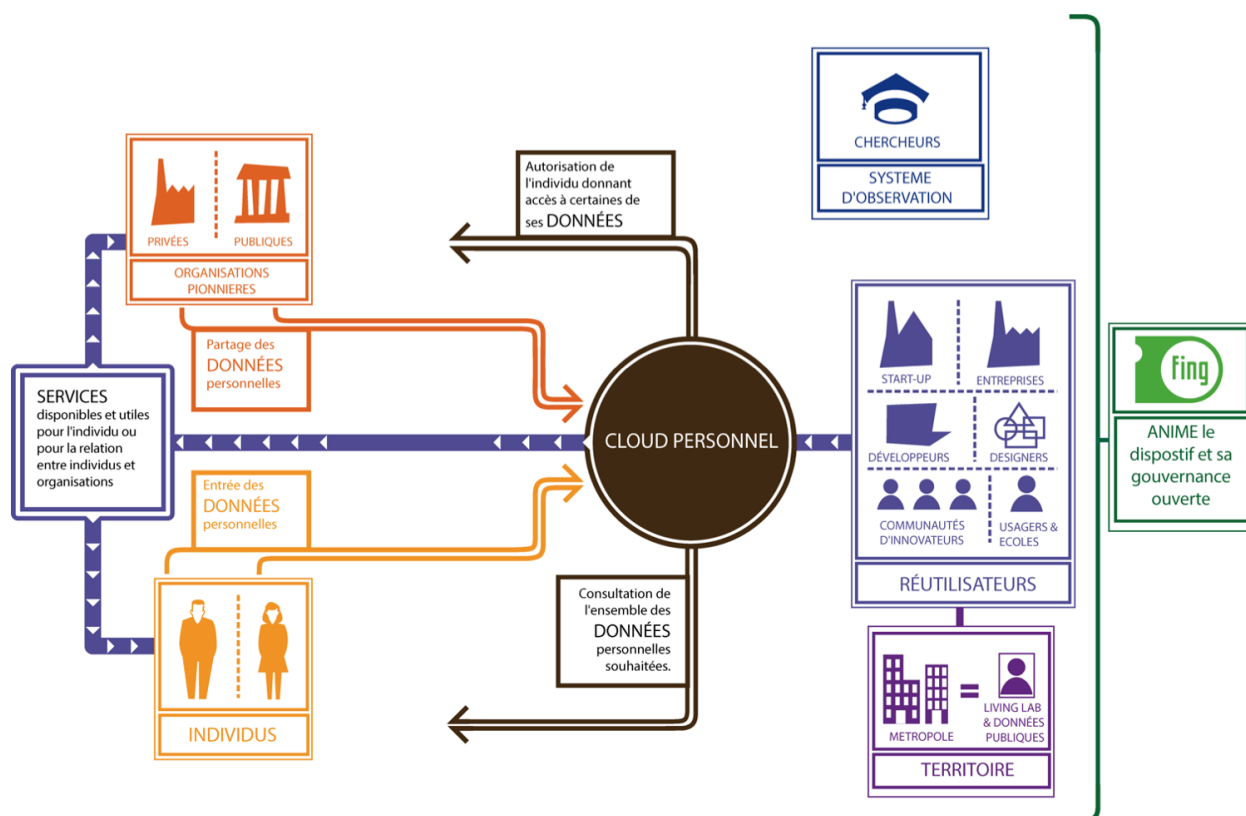 CHERCHEURS
SYSTEME
D'OBSERVATION
PRIVÉES
PUBLIQUES
ORGANISATIONS
PIONNIERES
Autorisation de
l'individu donnant
accès à certaines de
ses DONNÉES
Partage des
DONNÉES
personnelles
SERVICES
disponibles et utiles
pour l'individu ou
pour la relation
entre individus et
organisations
CLOUD PERSONNEL
Entrée des
DONNÉES
personnelles
INDIVIDUS
Consultation de
l'ensemble des
DONNÉES
personnelles
souhaitées.
START-UP
ENTREPRISES
DÉVELOPPEURS
DESIGNERS
COMMUNAUTÉS
D'INNOVATEURS
USAGERS &
ECOLES
RÉUTILISATEURS
METROPOLE
=
LIVING LAB
& DONNÉES
PUBLIQUES
TERRITOIRE
fing
ANIME le
dispostif et sa
gouvernance
ouverte